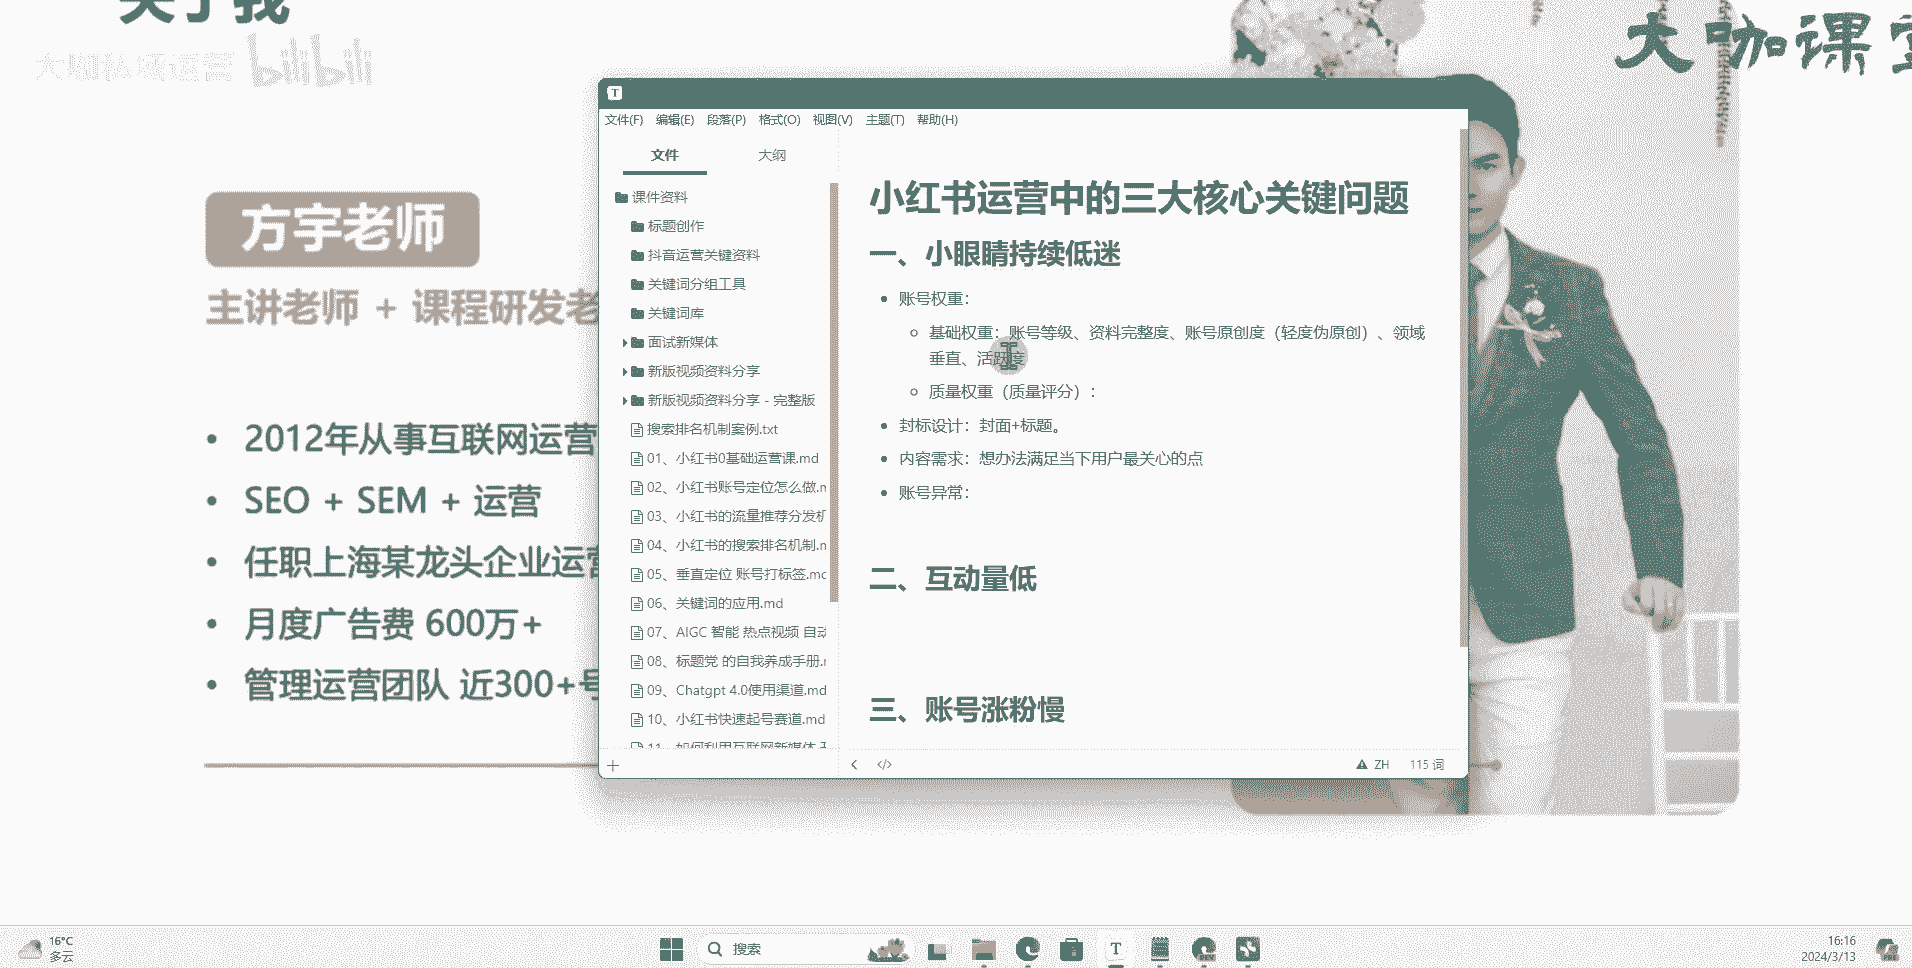 关于我
大咖私域运营 bilibili
大咖课堂
方宇老师
主讲老师 + 课程研发老
2012年从事互联网运营
SEO + SEM + 运营
任职上海某龙头企业运营
月度广告费 600万+
管理运营团队 近300+号
T
文件(F) 编辑(E) 段落(P) 格式(O) 视图(V) 主题(T) 帮助(H)
文件 大纲
课件资料
标题创作
抖音运营关键资料
关键词分组工具
关键词库
面试新媒体
新版视频资料分享
新版视频资料分享 - 完整版
搜索排名机制案例.txt
01、小红书0基础运营课.md
02、小红书账号定位怎么做.m
03、小红书的流量推荐分发机
04、小红书的搜索排名机制.m
05、垂直定位 账号打标签.md
06、关键词的应用.md
07、AIGC 智能 热点视频 自动
08、标题党 的自我养成手册.m
09、Chatgpt 4.0使用渠道.md
10、小红书快速起号赛道.md
11、如何利用互联网新媒体
小红书运营中的三大核心关键问题
一、小眼睛持续低迷
账号权重：
基础权重：账号等级、资料完整度、账号原创度（轻度伪原创）、领域
垂直、活跃度
质量权重（质量评分）：
封标设计：封面+标题。
内容需求：想办法满足当下用户最关心的点
账号异常：
二、互动量低
三、账号涨粉慢
ZH 115 词
16°C
多云
搜索
T
DEV
16:16
2024/3/13
PRE